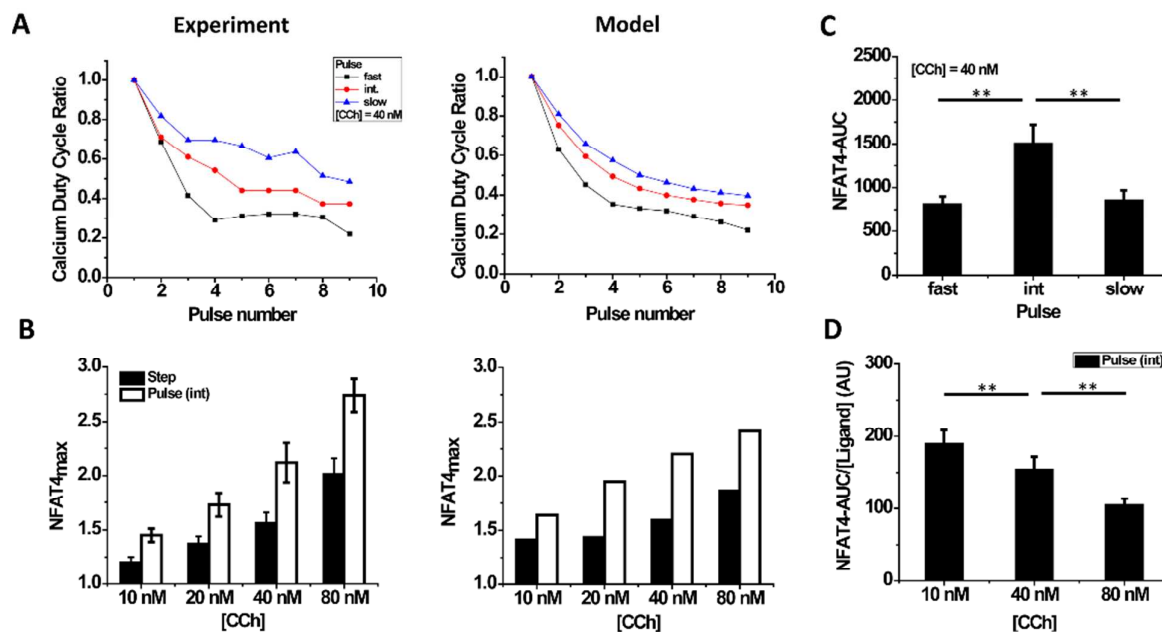 A
Experiment
Calcium Duty Cycle Ratio
1.0
0.8
0.6
0.4
0.2
0.0
0 2 4 6 8 10
Pulse number
Pulse
fast
int.
slow
[CCh] = 40 nM
Model
Calcium Duty Cycle Ratio
1.0
0.8
0.6
0.4
0.2
0.0
0 2 4 6 8 10
Pulse number
C
NFAT4-AUC
2500
2000
1500
1000
500
0
[CCh] = 40 nM
** **
fast int slow
Pulse
B
NFAT4max
3.0
2.5
2.0
1.5
1.0
Step
Pulse (int)
10 nM 20 nM 40 nM 80 nM
[CCh]
NFAT4max
3.0
2.5
2.0
1.5
1.0
10 nM 20 nM 40 nM 80 nM
[CCh]
D
NFAT4-AUC/[Ligand] (AU)
300
200
100
0
Pulse (int)
** **
10 nM 40 nM 80 nM
[CCh]